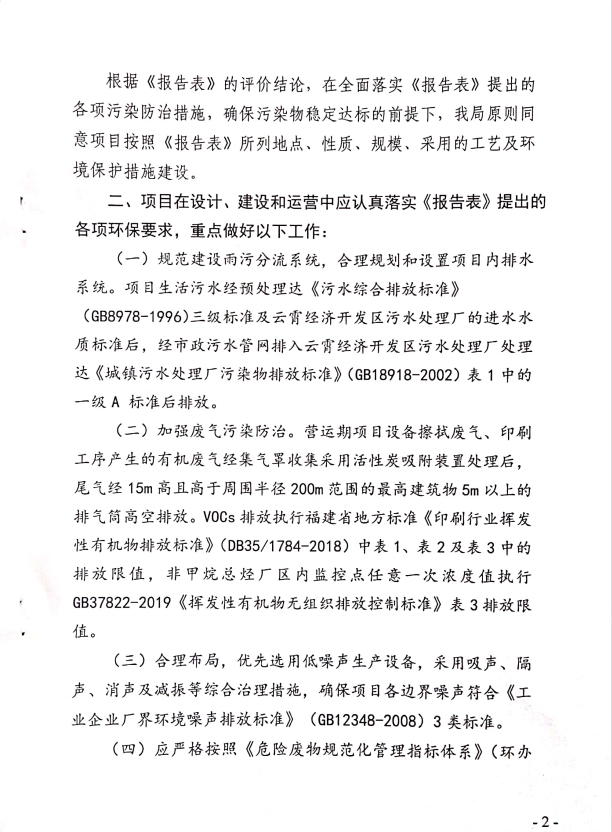 根据《报告表》的评价结论，在全面落实《报告表》提出的
各项污染防治措施，确保污染物稳定达标的前提下，我局原则同
意项目按照《报告表》所列地点、性质、规模、采用的工艺及环
境保护措施建设。
二、项目在设计、建设和运营中应认真落实《报告表》提出的
各项环保要求，重点做好以下工作：
（一）规范建设雨污分流系统，合理规划和设置项目内排水
系统。项目生活污水经预处理达《污水综合排放标准》
（GB8978-1996)三级标准及云霄经济开发区污水处理厂的进水水
质标准后，经市政污水管网排入云霄经济开发区污水处理厂处理
达《城镇污水处理厂污染物排放标准》（GB18918-2002）表 1 中的
一级 A 标准后排放。
（二）加强废气污染防治。营运期项目设备擦拭废气、印刷
工序产生的有机废气经集气罩收集采用活性炭吸附装置处理后，
尾气经 15m 高且高于周围半径 200m 范围的最高建筑物 5m 以上的
排气筒高空排放。VOCs 排放执行福建省地方标准《印刷行业挥发
性有机物排放标准》（DB35/1784-2018）中表 1、表 2 及表 3 中的
排放限值，非甲烷总烃厂区内监控点任意一次浓度值执行
GB37822-2019《挥发性有机物无组织排放控制标准》表 3 排放限
值。
（三）合理布局，优先选用低噪声生产设备，采用吸声、隔
声、消声及减振等综合治理措施，确保项目各边界噪声符合《工
业企业厂界环境噪声排放标准》（GB12348-2008）3 类标准。
（四）应严格按照《危险废物规范化管理指标体系》（环办
- 2 -